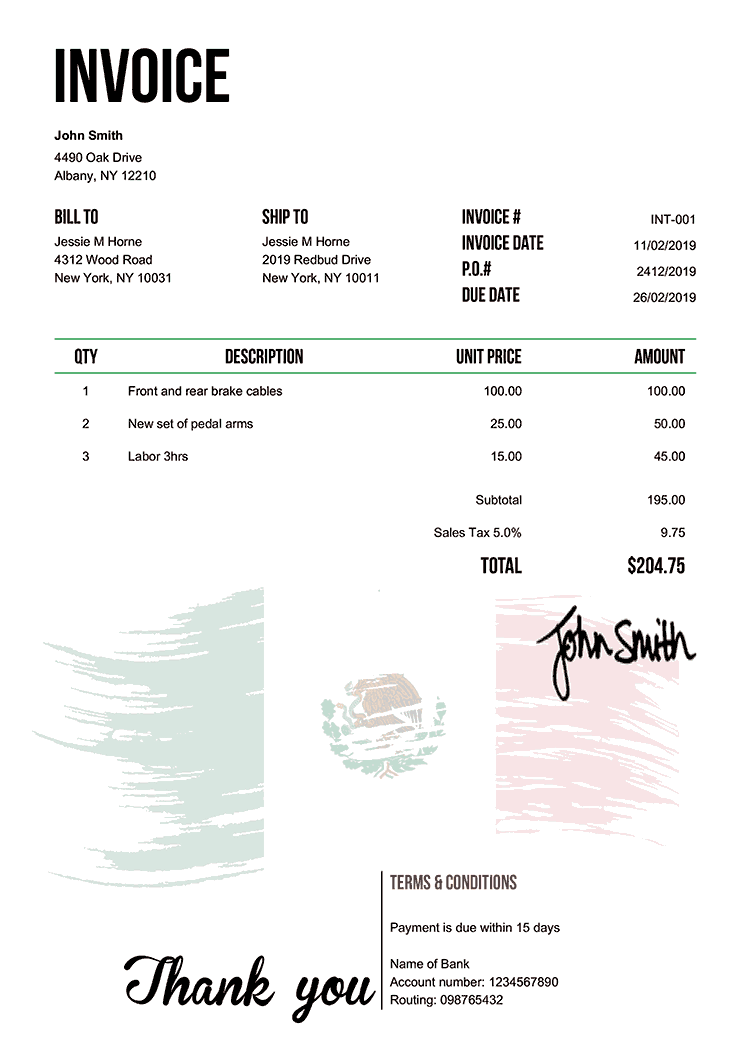 INVOICE
John Smith
4490 Oak Drive
Albany, NY 12210
BILL TO
Jessie M Horne
4312 Wood Road
New York, NY 10031
SHIP TO
Jessie M Horne
2019 Redbud Drive
New York, NY 10011
INVOICE # INT-001
INVOICE DATE 11/02/2019
P.O.# 2412/2019
DUE DATE 26/02/2019
QTY DESCRIPTION UNIT PRICE AMOUNT
1 Front and rear brake cables 100.00 100.00
2 New set of pedal arms 25.00 50.00
3 Labor 3hrs 15.00 45.00
Subtotal 195.00
Sales Tax 5.0% 9.75
TOTAL $204.75
John Smith
TERMS & CONDITIONS
Payment is due within 15 days
Name of Bank
Account number: 1234567890
Routing: 098765432
Thank you